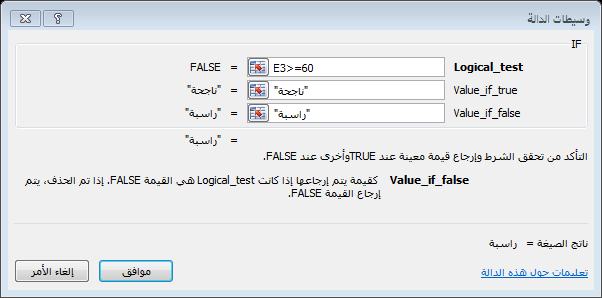 وسيطات الدالة
IF
Logical_test E3>=60 = FALSE
Value_if_true "ناجحة" = "ناجحة"
Value_if_false "راسبة" = "راسبة"
= "راسبة"
التأكد من تحقق الشرط وإرجاع قيمة معينة عند TRUEوأخرى عند FALSE.
Value_if_false كقيمة يتم إرجاعها إذا كانت Logical_test هي القيمة FALSE. إذا تم الحذف، يتم
إرجاع القيمة FALSE.
ناتج الصيغة = راسبة
تعليمات حول هذه الدالة موافق إلغاء الأمر